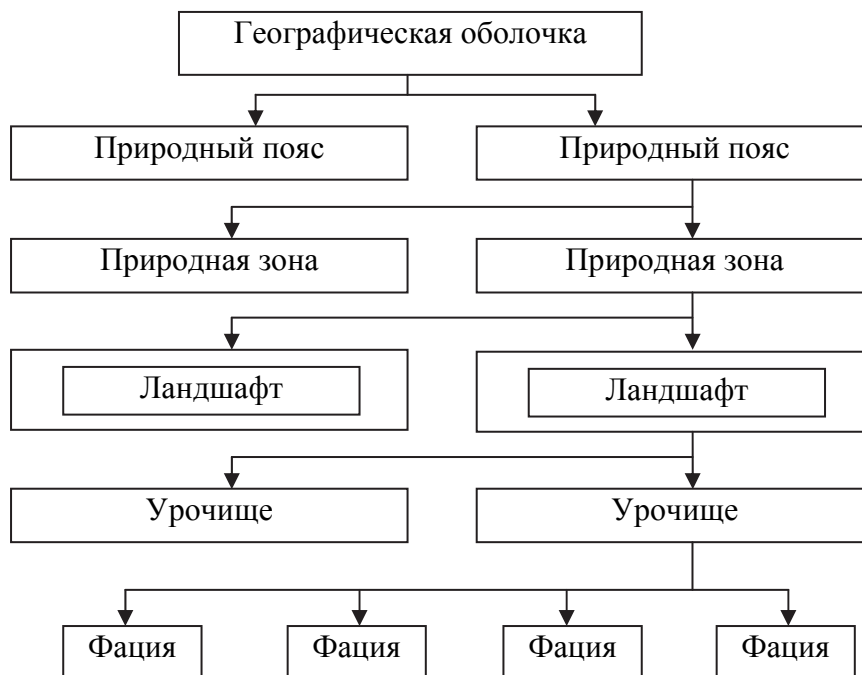 Географическая оболочка
Природный пояс
Природный пояс
Природная зона
Природная зона
Ландшафт
Ландшафт
Урочище
Урочище
Фация
Фация
Фация
Фация